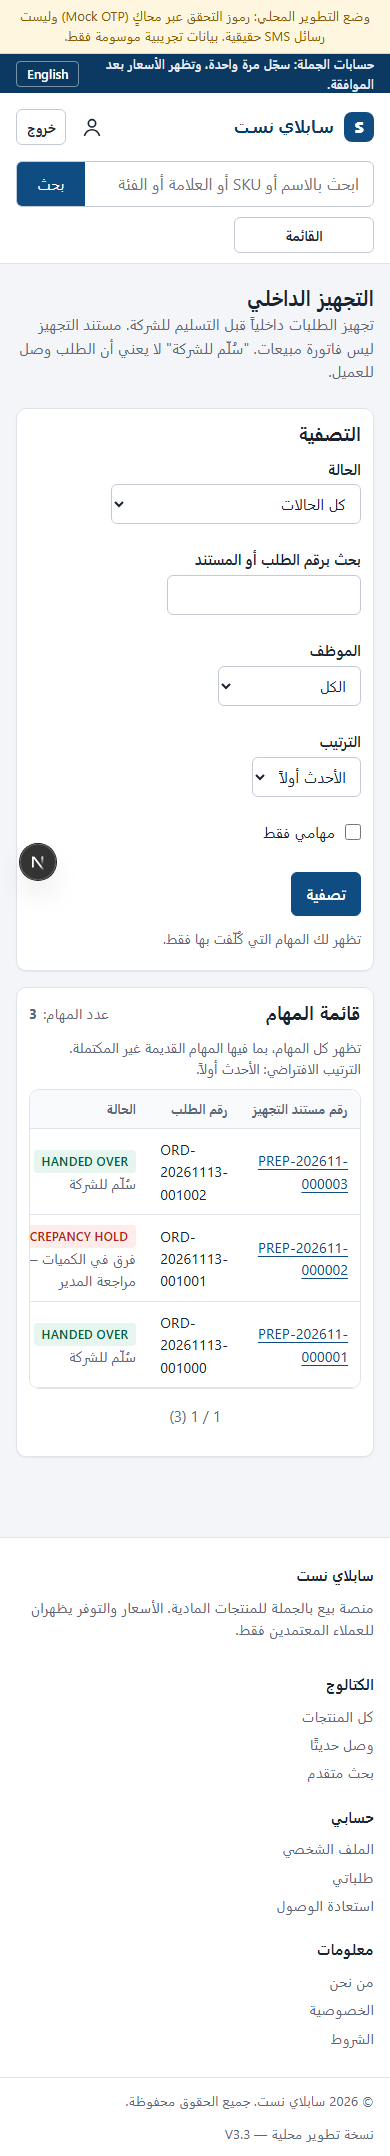 وضع التطوير المحلي: رموز التحقق عبر محاكٍ (Mock OTP) وليست
رسائل SMS حقيقية. بيانات تجريبية موسومة فقط.
حسابات الجملة: سجّل مرة واحدة، وتظهر الأسعار بعد
الموافقة.
English
S
سابلاي نست
خروج
ابحث بالاسم أو SKU أو العلامة أو الفئة
بحث
القائمة
التجهيز الداخلي
تجهيز الطلبات داخلياً قبل التسليم للشركة. مستند التجهيز
ليس فاتورة مبيعات. "سُلّم للشركة" لا يعني أن الطلب وصل
للعميل.
التصفية
الحالة
كل الحالات
بحث برقم الطلب أو المستند
الموظف
الكل
الترتيب
الأحدث أولاً
مهامي فقط
N
تصفية
تظهر لك المهام التي كُلّفت بها فقط.
قائمة المهام
عدد المهام: 3
تظهر كل المهام، بما فيها المهام القديمة غير المكتملة.
الترتيب الافتراضي: الأحدث أولاً.
رقم مستند التجهيز
رقم الطلب
الحالة
PREP-202611-
000003
ORD-
20261113-
001002
HANDED OVER
سُلّم للشركة
PREP-202611-
000002
ORD-
20261113-
001001
CREPANCY HOLD
فرق في الكميات –
مراجعة المدير
PREP-202611-
000001
ORD-
20261113-
001000
HANDED OVER
سُلّم للشركة
1 / 1 (3)
سابلاي نست
منصة بيع بالجملة للمنتجات المادية. الأسعار والتوفر يظهران
للعملاء المعتمدين فقط.
الكتالوج
كل المنتجات
وصل حديثًا
بحث متقدم
حسابي
الملف الشخصي
طلباتي
استعادة الوصول
معلومات
من نحن
الخصوصية
الشروط
© 2026 سابلاي نست. جميع الحقوق محفوظة.
نسخة تطوير محلية — V3.3